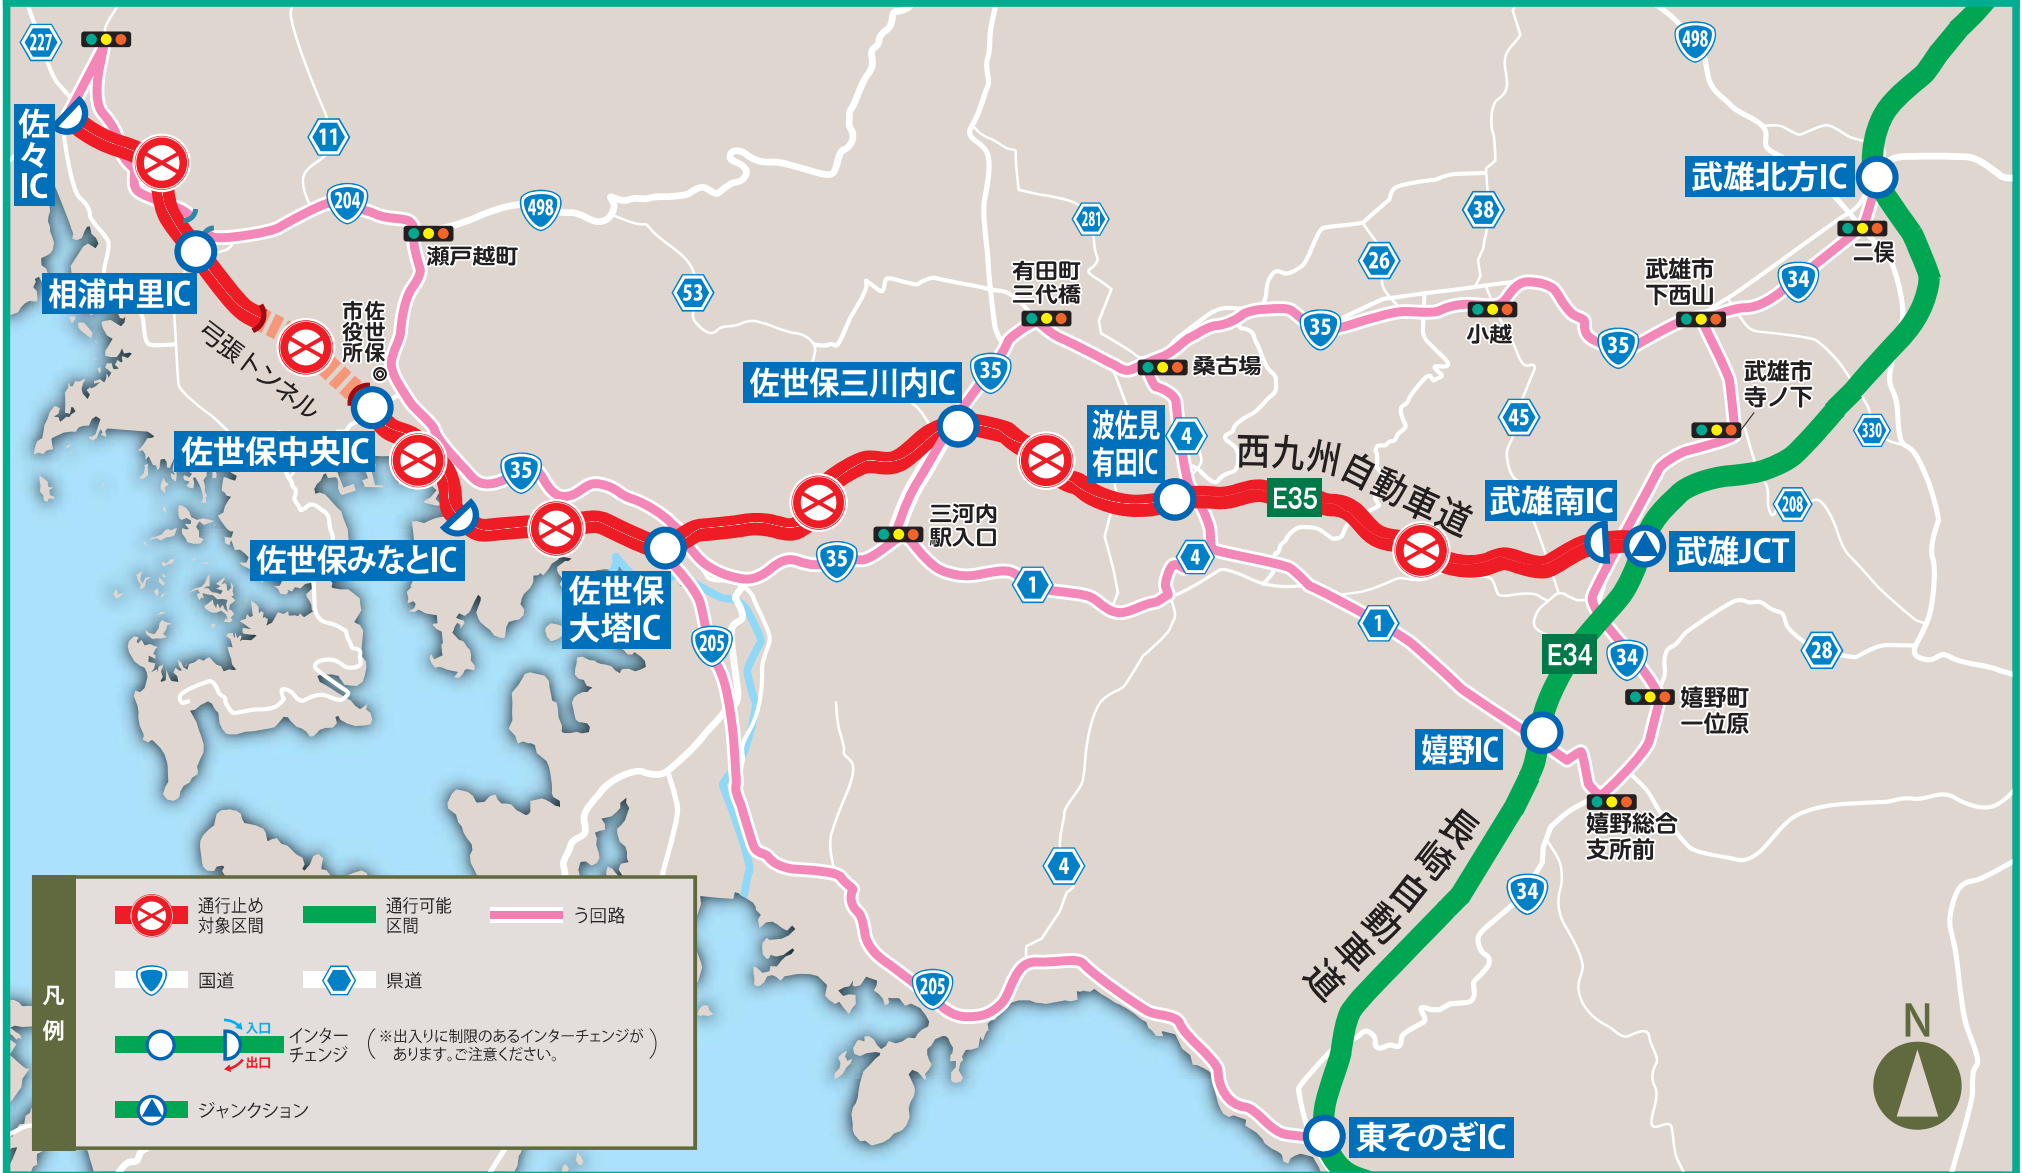 227
佐々IC
11
204
498
瀬戸越町
相浦中里IC
53
佐世保
市役所
弓張トンネル
佐世保中央IC
35
佐世保みなとIC
佐世保
大塔IC
205
佐世保三川内IC
35
有田町
三代橋
281
桑古場
35
26
38
小越
35
498
武雄北方IC
二俣
34
武雄市
下西山
武雄市
寺ノ下
330
208
45
波佐見
有田IC
4
西九州自動車道
E35
武雄南IC
武雄JCT
三河内
駅入口
35
1
4
1
E34
34
28
嬉野町
一位原
嬉野IC
嬉野総合
支所前
34
長崎自動車道
4
205
東そのぎIC
N
凡例
通行止め
対象区間
通行可能
区間
う回路
国道
県道
入口
出口
インター
チェンジ
(※出入りに制限のあるインターチェンジが
あります。ご注意ください。)
ジャンクション